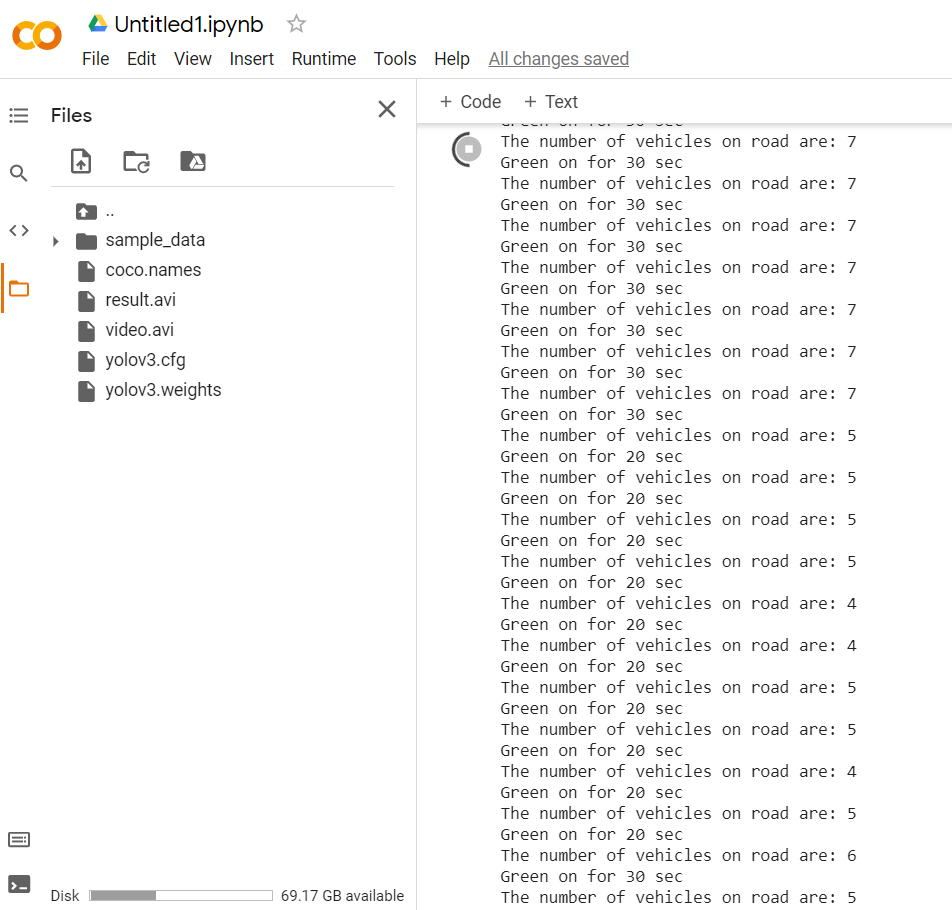 Untitled1.ipynb
File Edit View Insert Runtime Tools Help All changes saved
Files
..
sample_data
coco.names
result.avi
video.avi
yolov3.cfg
yolov3.weights
Disk 69.17 GB available
+ Code + Text
Green on for 30 sec
The number of vehicles on road are: 7
Green on for 30 sec
The number of vehicles on road are: 7
Green on for 30 sec
The number of vehicles on road are: 7
Green on for 30 sec
The number of vehicles on road are: 7
Green on for 30 sec
The number of vehicles on road are: 7
Green on for 30 sec
The number of vehicles on road are: 7
Green on for 30 sec
The number of vehicles on road are: 7
Green on for 30 sec
The number of vehicles on road are: 5
Green on for 20 sec
The number of vehicles on road are: 5
Green on for 20 sec
The number of vehicles on road are: 5
Green on for 20 sec
The number of vehicles on road are: 5
Green on for 20 sec
The number of vehicles on road are: 4
Green on for 20 sec
The number of vehicles on road are: 4
Green on for 20 sec
The number of vehicles on road are: 5
Green on for 20 sec
The number of vehicles on road are: 5
Green on for 20 sec
The number of vehicles on road are: 4
Green on for 20 sec
The number of vehicles on road are: 5
Green on for 20 sec
The number of vehicles on road are: 6
Green on for 30 sec
The number of vehicles on road are: 5